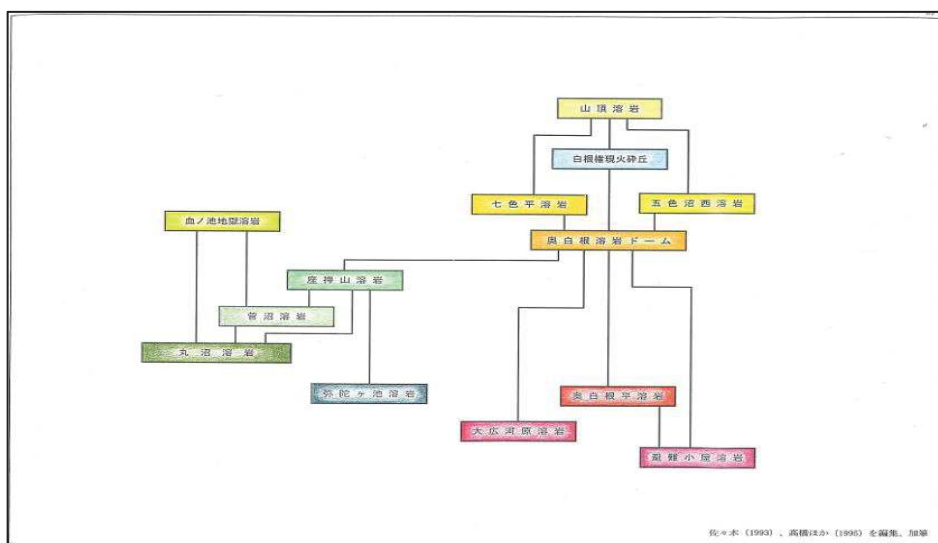 山頂溶岩
白根権現火砕丘
七色平溶岩
五色沼西溶岩
血ノ池地獄溶岩
奥白根溶岩ドーム
座禅山溶岩
菅沼溶岩
丸沼溶岩
弥陀ヶ池溶岩
奥白根平溶岩
大広河原溶岩
避難小屋溶岩
佐々木(1993)、高橋ほか(1995)を編集、加筆